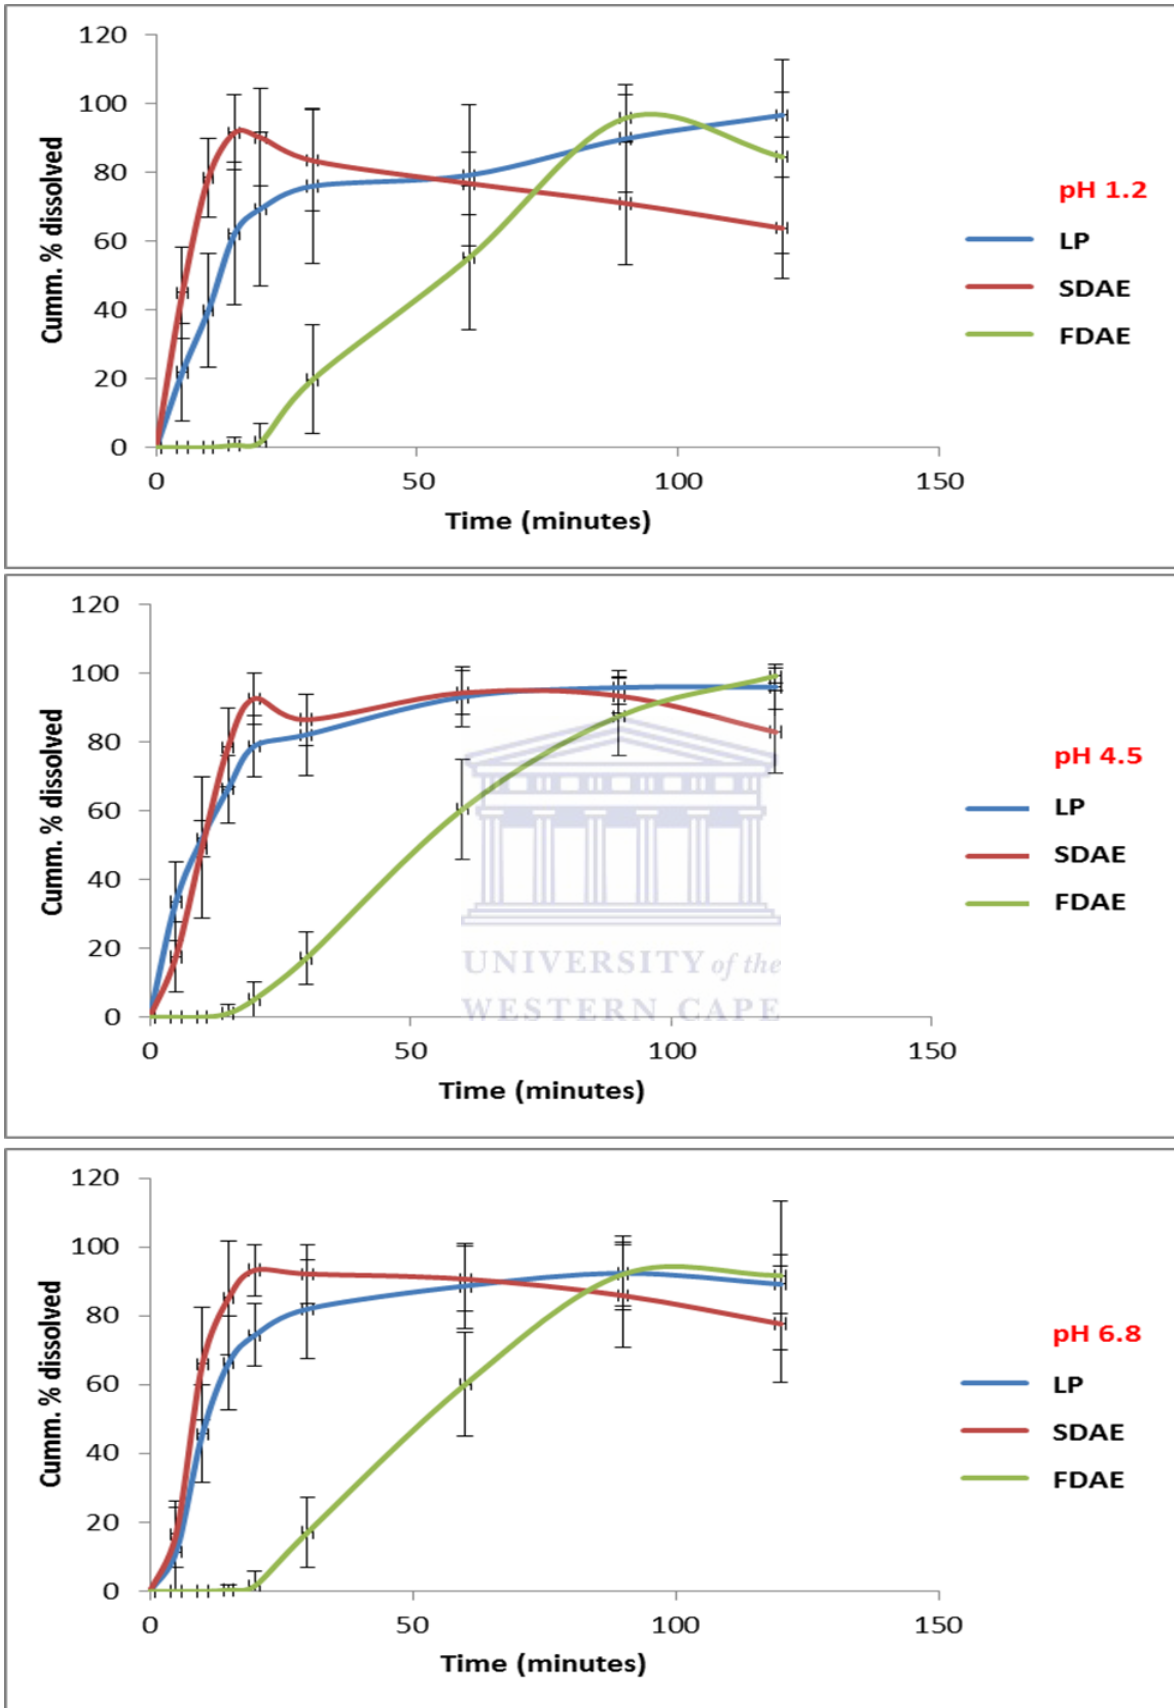 120
100
80
60
40
20
0
Cumm. % dissolved
0 50 100 150
Time (minutes)
pH 1.2
LP
SDAE
FDAE
120
100
80
60
40
20
0
Cumm. % dissolved
0 50 100 150
Time (minutes)
pH 4.5
LP
SDAE
FDAE
UNIVERSITY of the
WESTERN CAPE
120
100
80
60
40
20
0
Cumm. % dissolved
0 50 100 150
Time (minutes)
pH 6.8
LP
SDAE
FDAE